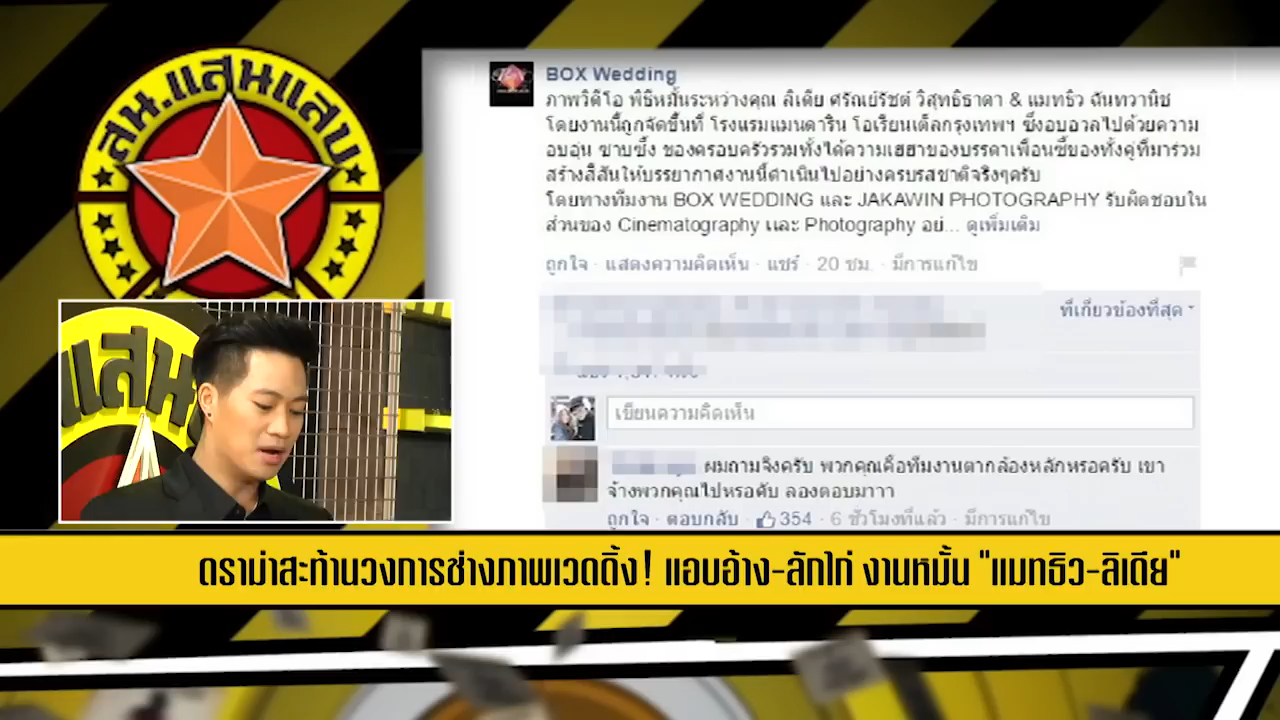 สน.แสนแสบ
BOX Wedding
ภาพวิดีโอ พิธีหมั้นระหว่างคุณ ลิเดีย ศรัณย์รัชต์ วิสุทธิธาดา & แมทธิว ฉันทวานิช
โดยงานนี้ถูกจัดขึ้นที่ โรงแรมแมนดาริน โอเรียนเต็ลกรุงเทพฯ ซึ่งอบอวลไปด้วยความ
อบอุ่น ซาบซึ้ง ของครอบครัวรวมทั้งได้ความเฮฮาของบรรดาเพื่อนซี้ของทั้งคู่ที่มาร่วม
สร้างสีสันให้บรรยากาศงานนี้ดำเนินไปอย่างครบรสชาติจริงๆครับ
โดยทางทีมงาน BOX WEDDING และ JAKAWIN PHOTOGRAPHY รับผิดชอบใน
ส่วนของ Cinematography และ Photography อย่... ดูเพิ่มเติม
ถูกใจ · แสดงความคิดเห็น · แชร์ · 20 ชม. · มีการแก้ไข
ที่เกี่ยวข้องที่สุด
เขียนความคิดเห็น
ผมถามจิงครับ พวกคุณคือทีมงานตากล้องหลักหรอครับ เขา
จ้างพวกคุณไปหรอคับ ลองตอบมาาา
ถูกใจ · ตอบกลับ · 354 · 6 ชั่วโมงที่แล้ว · มีการแก้ไข
แสน
ดราม่าสะท้านวงการช่างภาพเวดดิ้ง! แอบอ้าง-ลักไก่ งานหมั้น "แมทธิว-ลิเดีย"